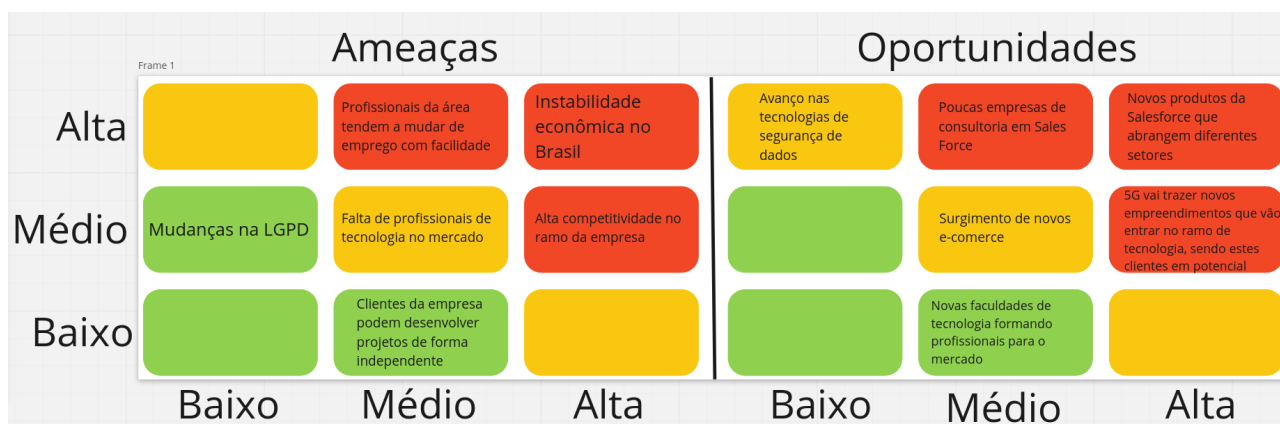 Ameaças
Oportunidades
Frame 1
Alta
Profissionais da área
tendem a mudar de
emprego com facilidade
Instabilidade
econômica no
Brasil
Avanço nas
tecnologias de
segurança de
dados
Poucas empresas de
consultoria em Sales
Force
Novos produtos da
Salesforce que
abrangem diferentes
setores
Médio
Mudanças na LGPD
Falta de profissionais de
tecnologia no mercado
Alta competitividade no
ramo da empresa
Surgimento de novos
e-comerce
5G vai trazer novos
empreendimentos que vão
entrar no ramo de
tecnologia, sendo estes
clientes em potencial
Baixo
Clientes da empresa
podem desenvolver
projetos de forma
independente
Novas faculdades de
tecnologia formando
profissionais para o
mercado
Baixo
Médio
Alta
Baixo
Médio
Alta